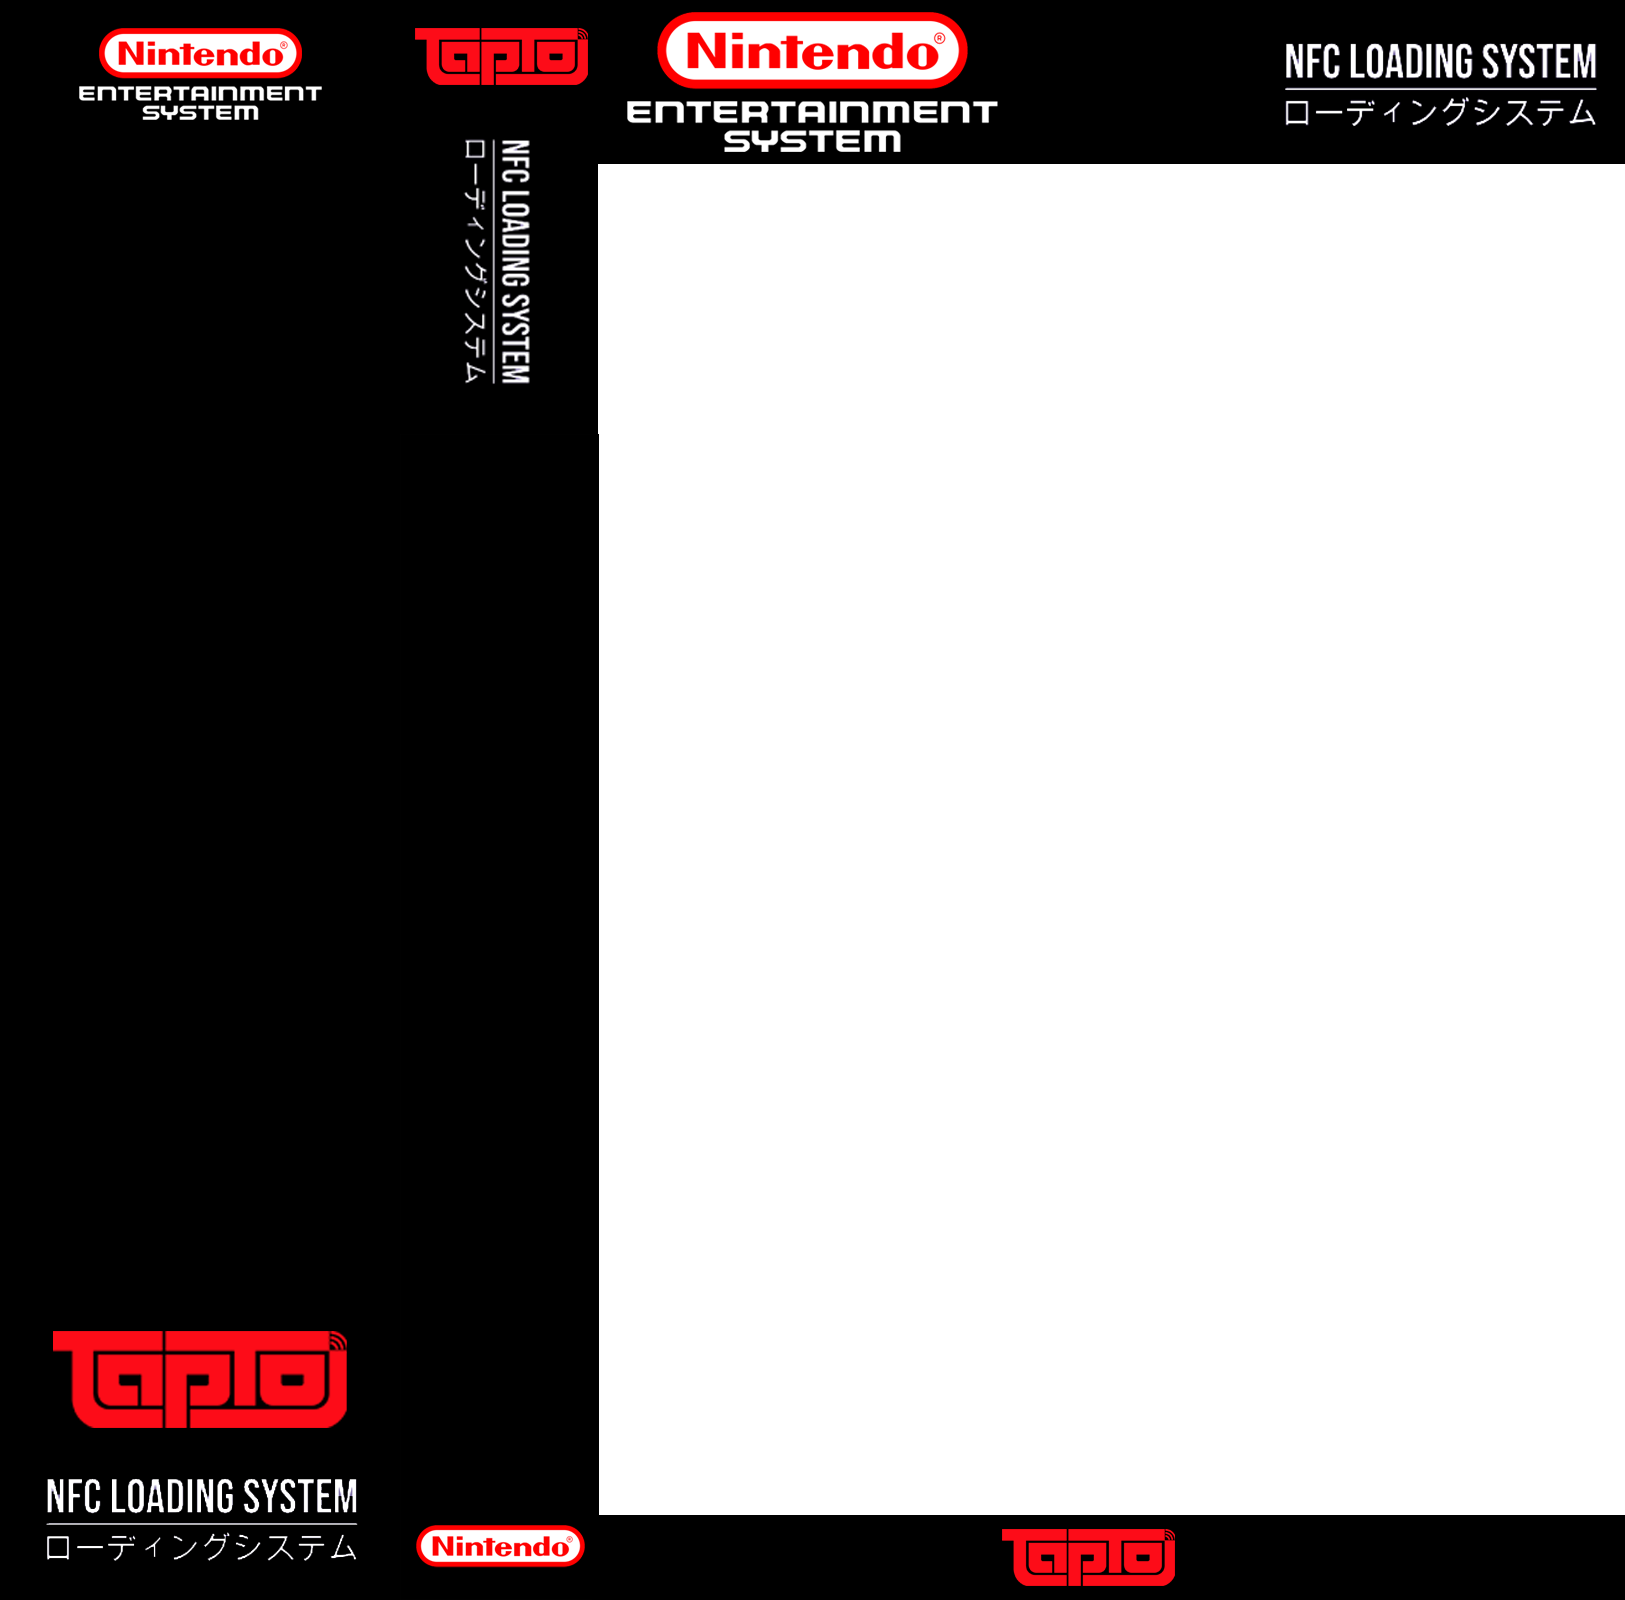 Nintendo®
ENTERTAINMENT
SYSTEM
TapTo
NFC LOADING SYSTEM
ローディングシステム
TapTo
NFC LOADING SYSTEM
ローディングシステム
Nintendo®
Nintendo®
ENTERTAINMENT
SYSTEM
NFC LOADING SYSTEM
ローディングシステム
TapTo